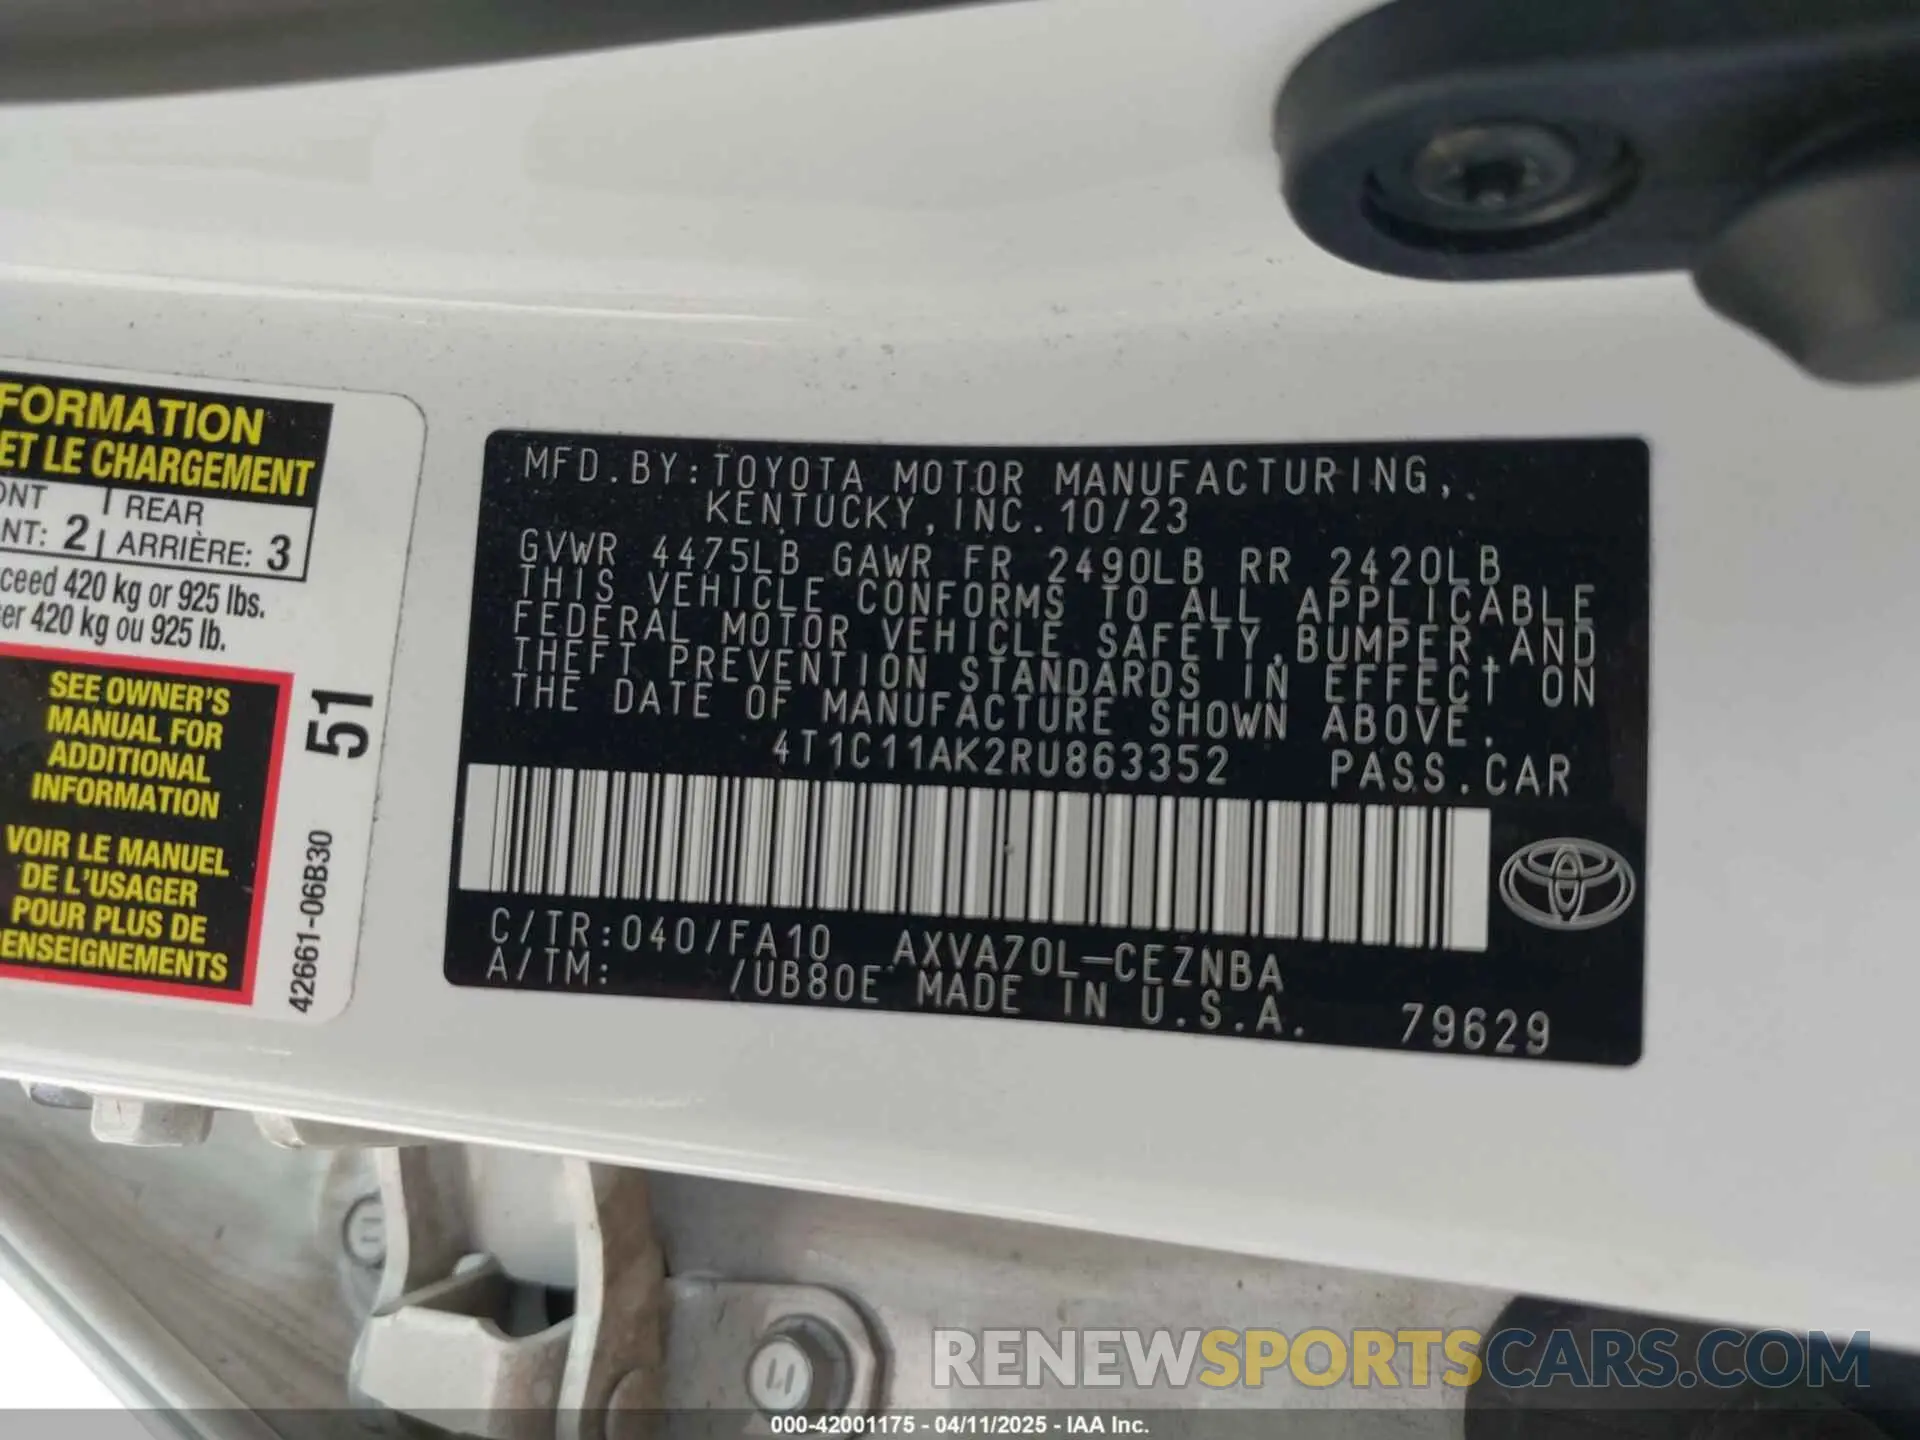 FORMATION
ET LE CHARGEMENT
ONT REAR
NT: 2 ARRIÈRE: 3
ceed 420 kg or 925 lbs.
er 420 kg ou 925 lb.
SEE OWNER'S
MANUAL FOR
ADDITIONAL
INFORMATION
VOIR LE MANUEL
DE L'USAGER
POUR PLUS DE
ENSEIGNEMENTS
51
42661-06B30
MFD.BY:TOYOTA MOTOR MANUFACTURING,
KENTUCKY,INC.10/23
GVWR 4475LB GAWR FR 2490LB RR 2420LB
THIS VEHICLE CONFORMS TO ALL APPLICABLE
FEDERAL MOTOR VEHICLE SAFETY,BUMPER,AND
THEFT PREVENTION STANDARDS IN EFFECT ON
THE DATE OF MANUFACTURE SHOWN ABOVE.
4T1C11AK2RU863352 PASS.CAR
C/TR:040/FA10 AXVA70L-CEZNBA
A/TM: /UB80E MADE IN U.S.A. 79629
RENEWSPORTSCARS.COM
000-42001175 - 04/11/2025 - IAA Inc.